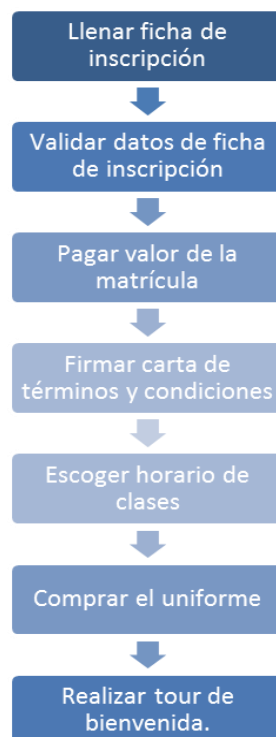 Llenar ficha de
inscripción
Validar datos de ficha
de inscripción
Pagar valor de la
matrícula
Firmar carta de
términos y condiciones
Escoger horario de
clases
Comprar el uniforme
Realizar tour de
bienvenida.